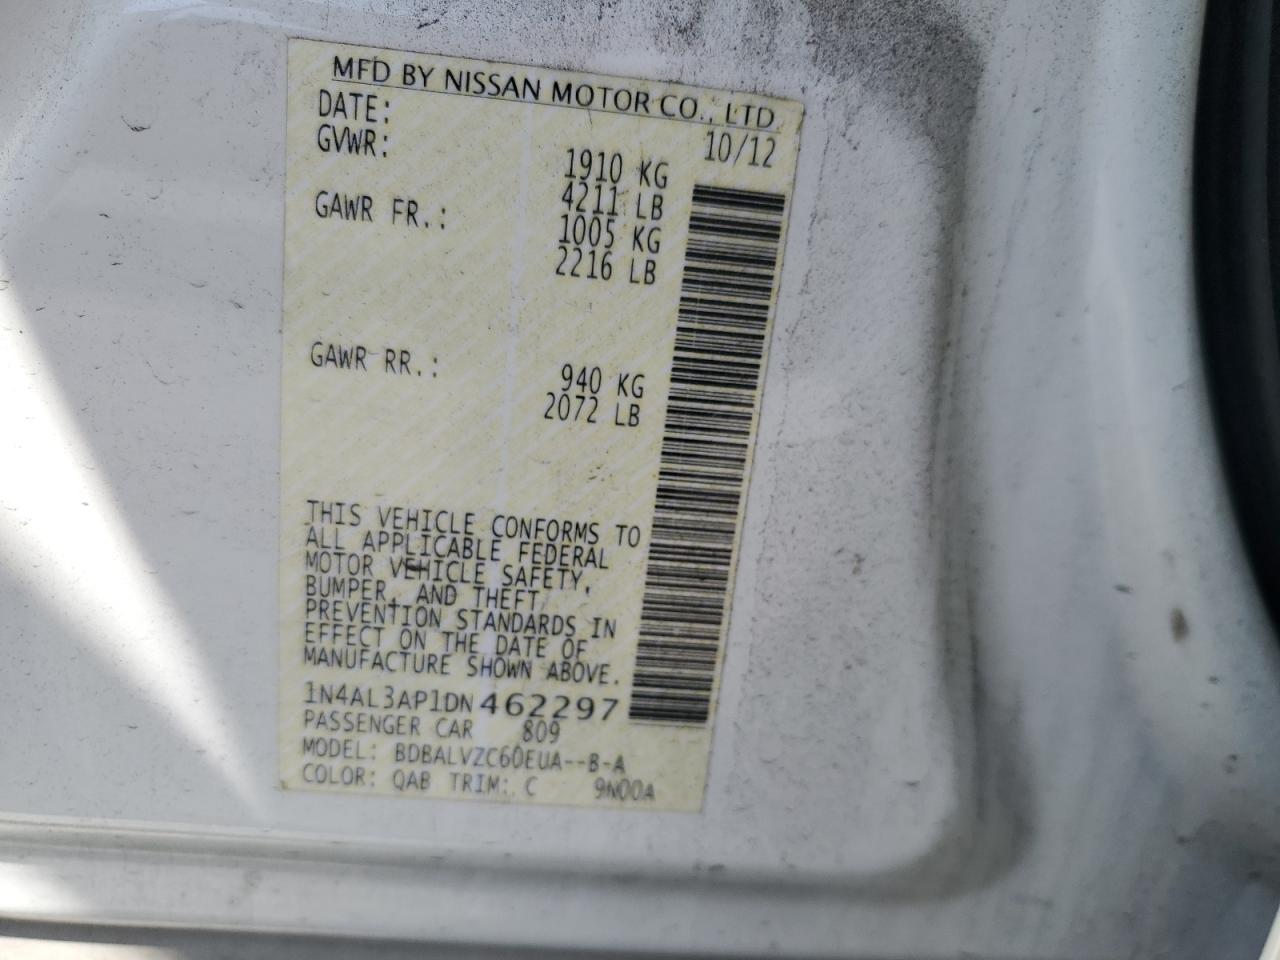 MFD BY NISSAN MOTOR CO., LTD.
DATE: 10/12
GVWR: 1910 KG
4211 LB
GAWR FR.: 1005 KG
2216 LB
GAWR RR.: 940 KG
2072 LB
THIS VEHICLE CONFORMS TO
ALL APPLICABLE FEDERAL
MOTOR VEHICLE SAFETY,
BUMPER, AND THEFT
PREVENTION STANDARDS IN
EFFECT ON THE DATE OF
MANUFACTURE SHOWN ABOVE.
1N4AL3AP1DN462297
PASSENGER CAR 809
MODEL: BDBALVZC60EUA--B-A
COLOR: QAB TRIM: C 9N00A